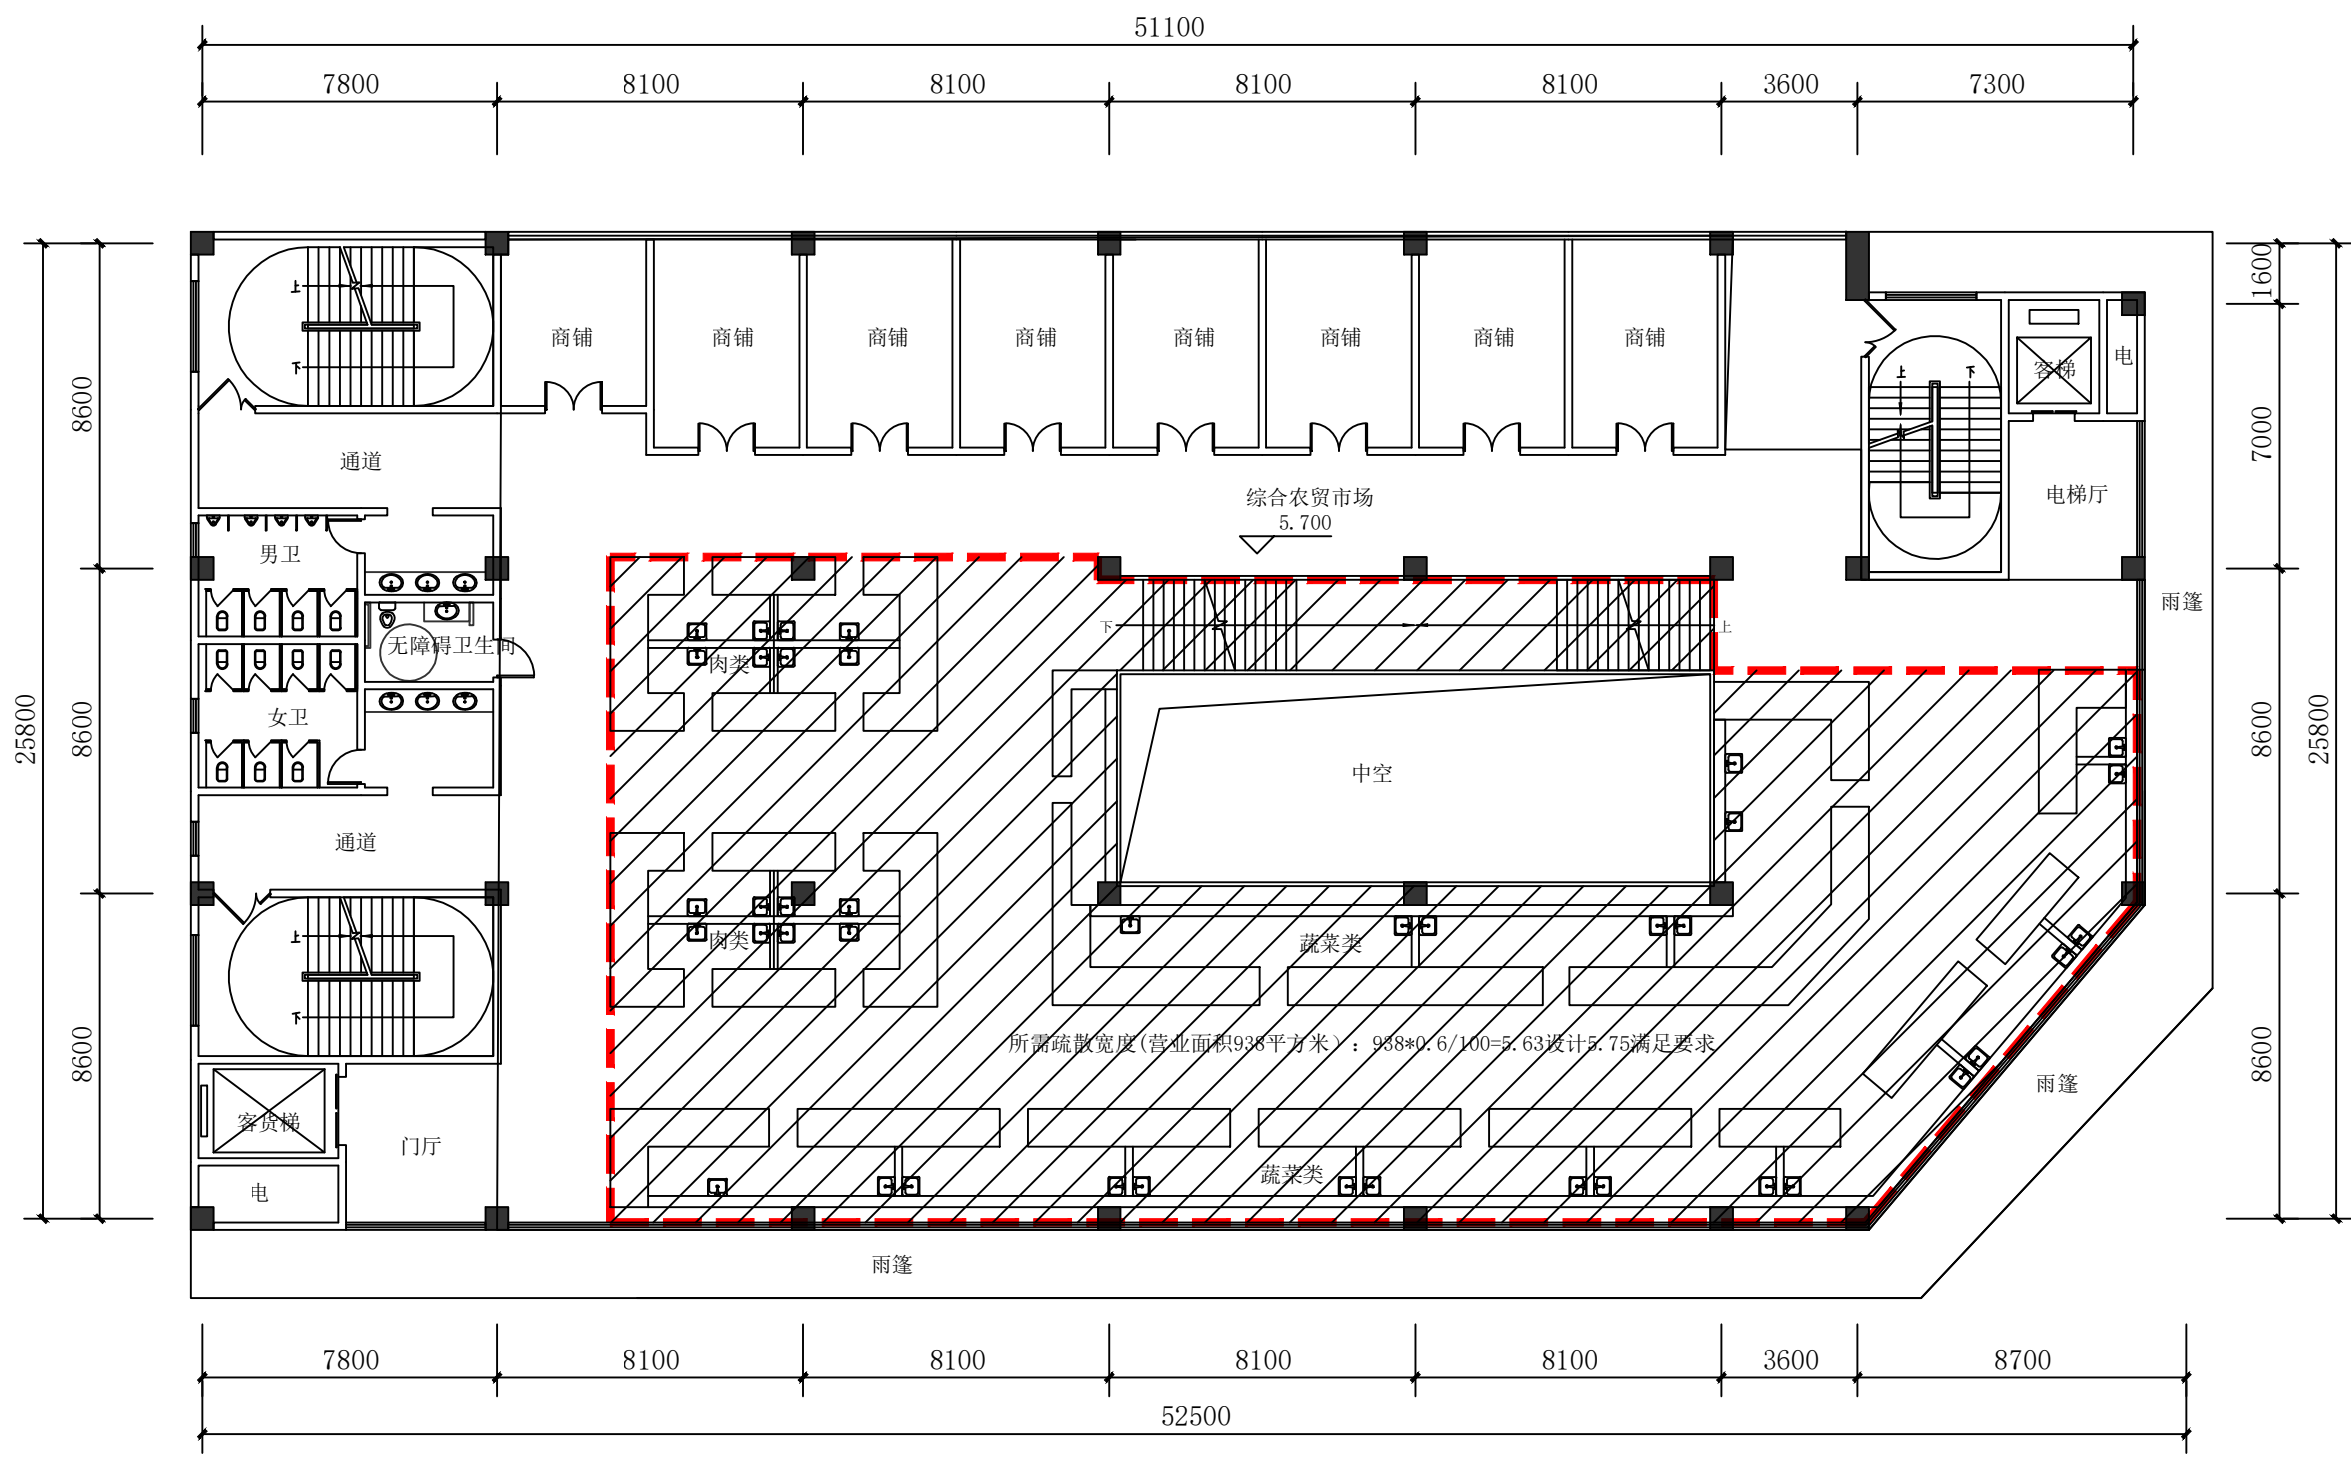 51100
7800 8100 8100 8100 8100 3600 7300
1600
上
下
商铺 商铺 商铺 商铺 商铺 商铺 商铺 商铺
客梯 电
上 下
8600
7000
通道
综合农贸市场
5.700
电梯厅
男卫
雨篷
下 上
无障碍卫生间
肉类
女卫
25800
8600
8600
25800
中空
通道
上
下
肉类
蔬菜类
所需疏散宽度(营业面积938平方米）：938*0.6/100=5.63设计5.75满足要求
8600
8600
雨篷
客货梯
门厅
蔬菜类
电
雨篷
7800 8100 8100 8100 8100 3600 8700
52500